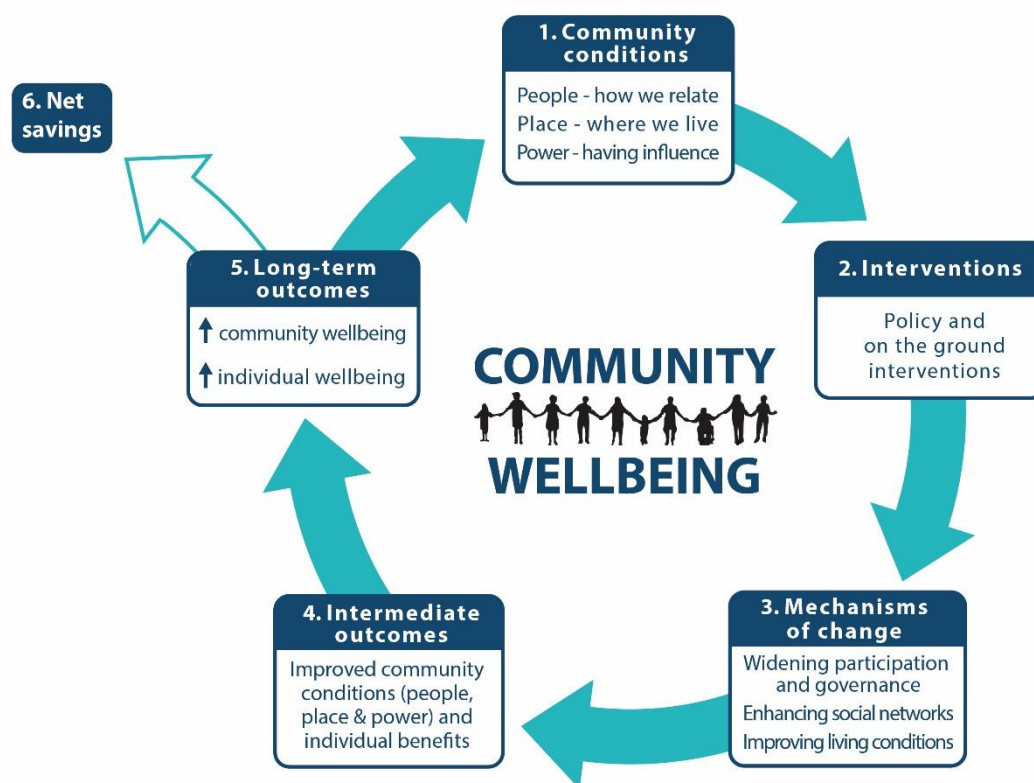 1. Community
conditions
People - how we relate
Place - where we live
Power - having influence
2. Interventions
Policy and
on the ground
interventions
3. Mechanisms
of change
Widening participation
and governance
Enhancing social networks
Improving living conditions
4. Intermediate
outcomes
Improved community
conditions (people,
place & power) and
individual benefits
5. Long-term
outcomes
↑ community wellbeing
↑ individual wellbeing
6. Net
savings
COMMUNITY
WELLBEING